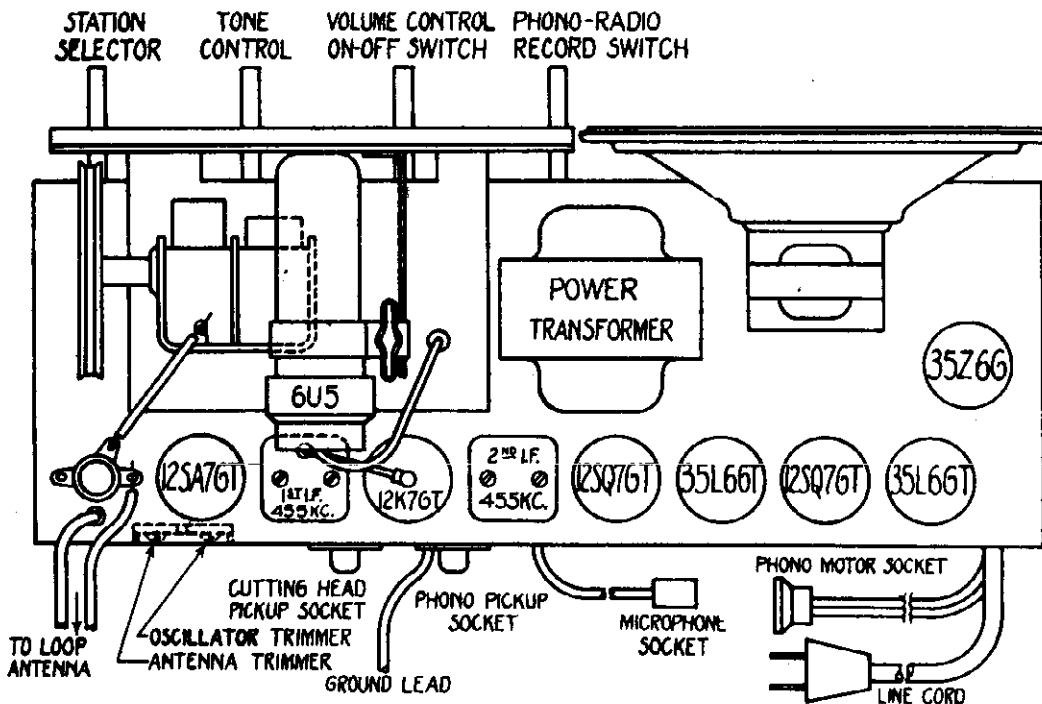 STATION
SELECTOR
TONE
CONTROL
VOLUME CONTROL
ON-OFF SWITCH
PHONO-RADIO
RECORD SWITCH
POWER
TRANSFORMER
35Z6G
6U5
12SA7GT
1ST I.F.
455KC.
12K7GT
2ND I.F.
455KC.
12SQ7GT
35L6GT
12SQ7GT
35L6GT
CUTTING HEAD
PICKUP SOCKET
PHONO PICKUP
SOCKET
MICROPHONE
SOCKET
PHONO MOTOR SOCKET
TO LOOP
ANTENNA
OSCILLATOR TRIMMER
ANTENNA TRIMMER
GROUND LEAD
LINE CORD